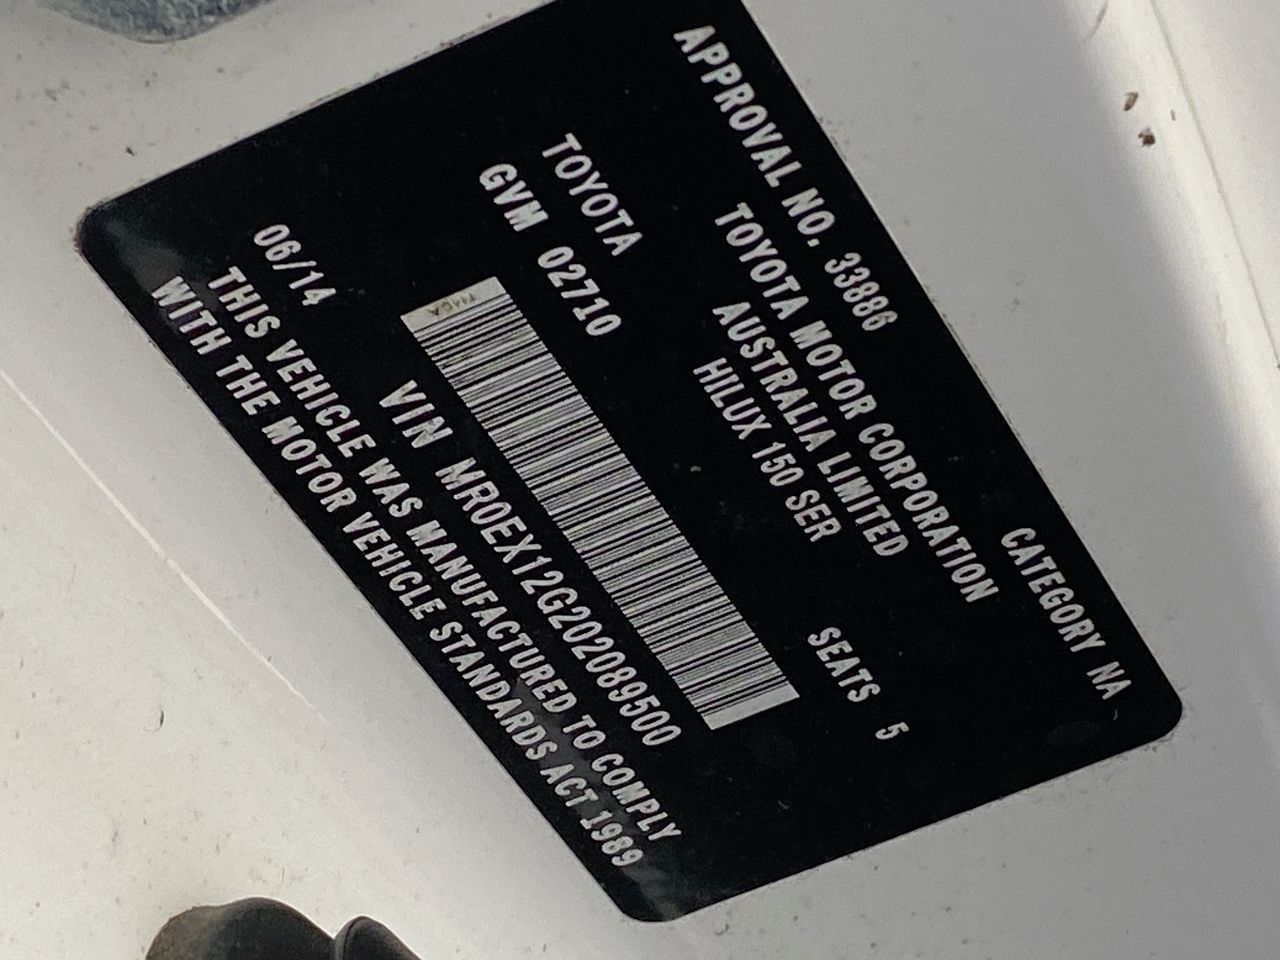 APPROVAL NO. 33886 CATEGORY NA
TOYOTA MOTOR CORPORATION
AUSTRALIA LIMITED
TOYOTA HILUX 150 SER
GVM 02710 SEATS 5
VIN MR0EX12G202089500
06/14
THIS VEHICLE WAS MANUFACTURED TO COMPLY
WITH THE MOTOR VEHICLE STANDARDS ACT 1989